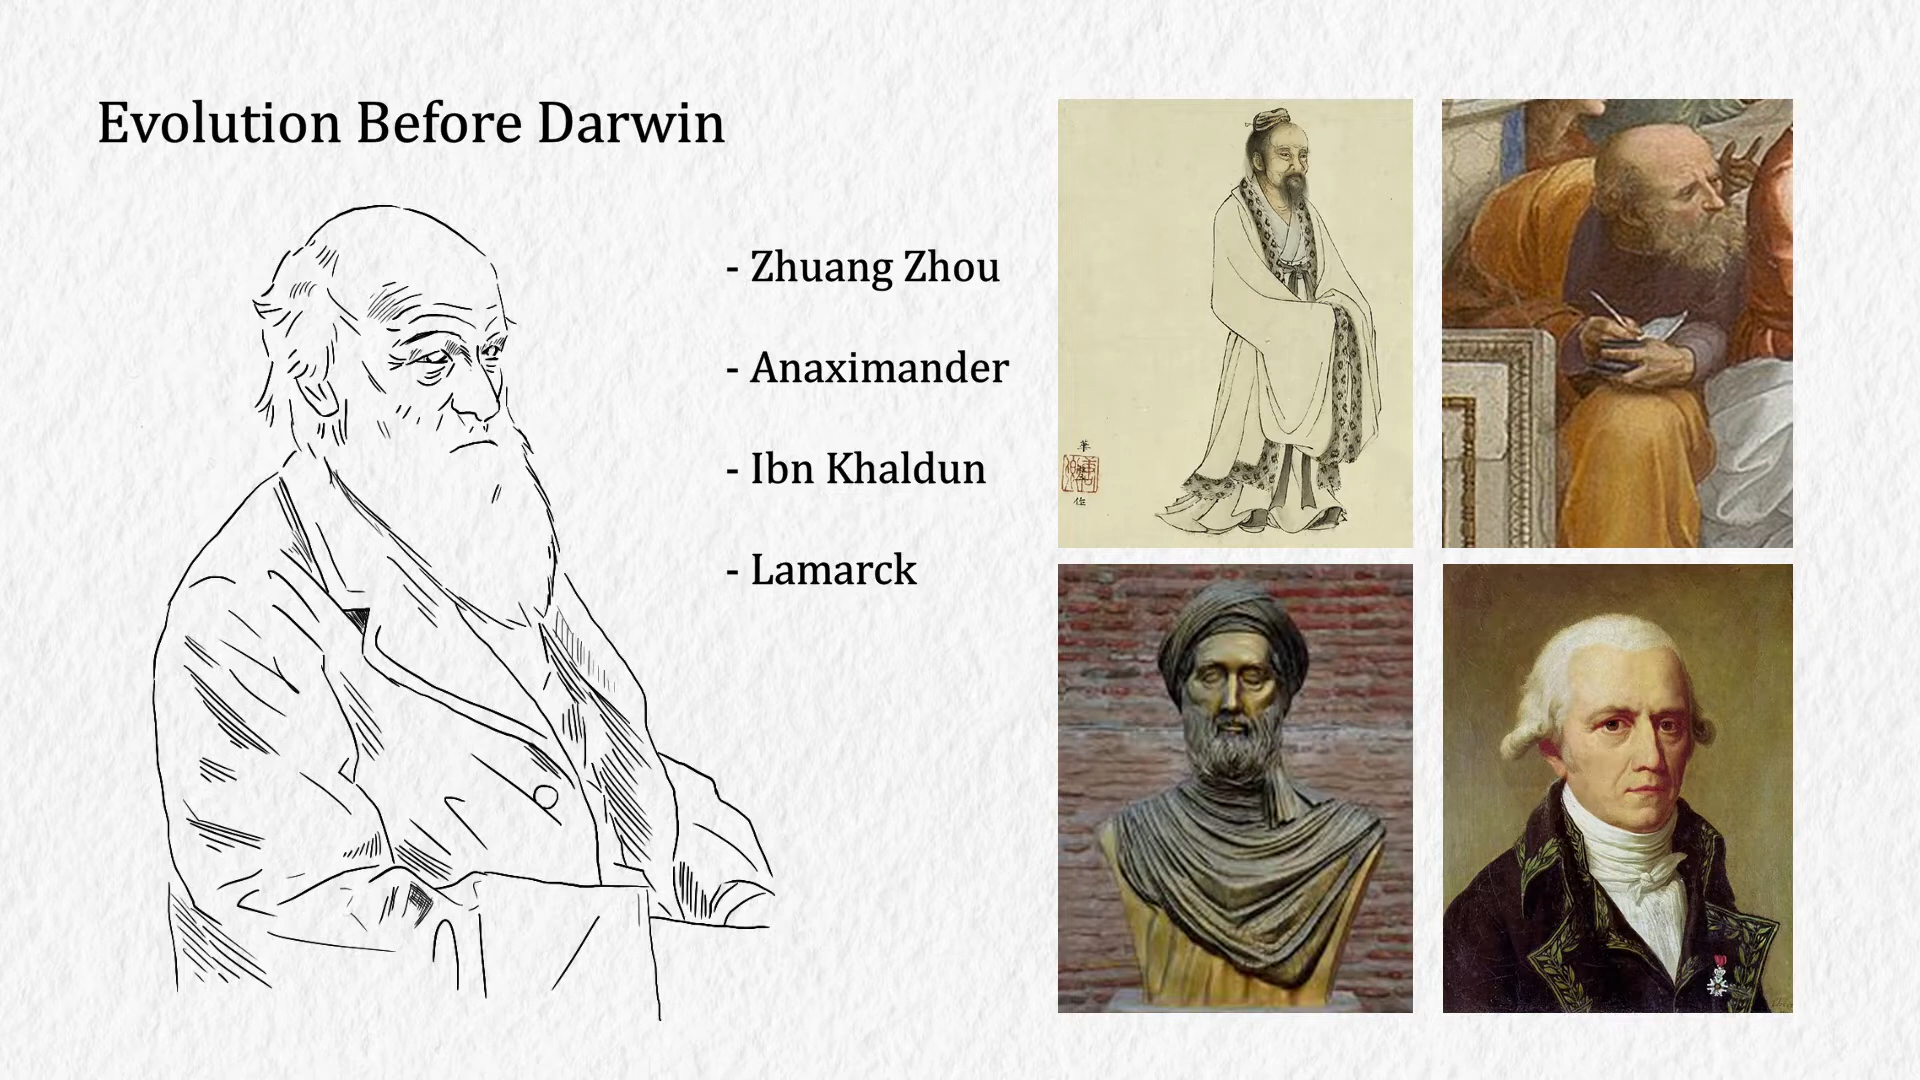 Evolution Before Darwin
- Zhuang Zhou
- Anaximander
- Ibn Khaldun
- Lamarck